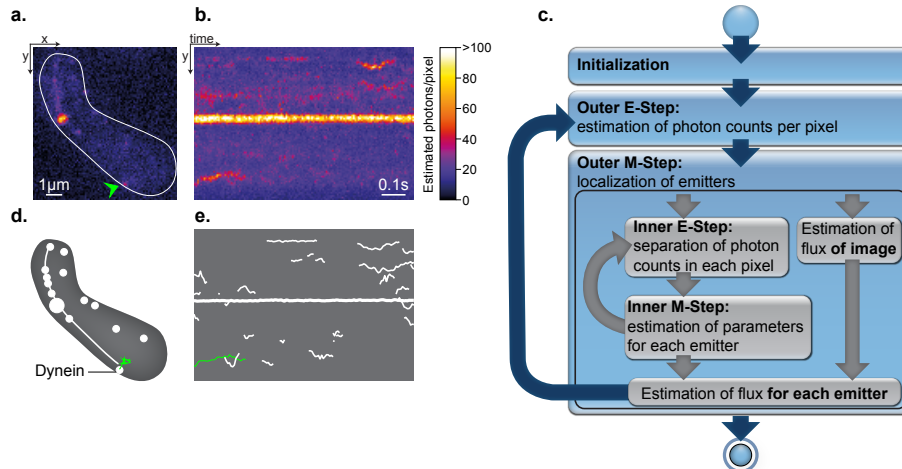 a.
x
y
1µm
b.
time
y
0.1s
Estimated photons/pixel
>100
80
60
40
20
0
c.
Initialization
Outer E-Step:
estimation of photon counts per pixel
Outer M-Step:
localization of emitters
Inner E-Step:
separation of photon
counts in each pixel
Estimation of
flux of image
Inner M-Step:
estimation of parameters
for each emitter
Estimation of flux for each emitter
d.
Dynein
e.